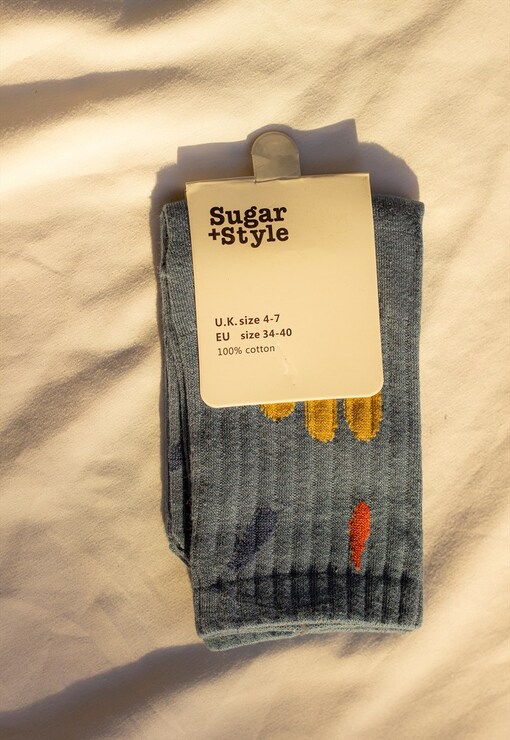 Sugar
+Style
U.K. size 4-7
EU size 34-40
100% cotton